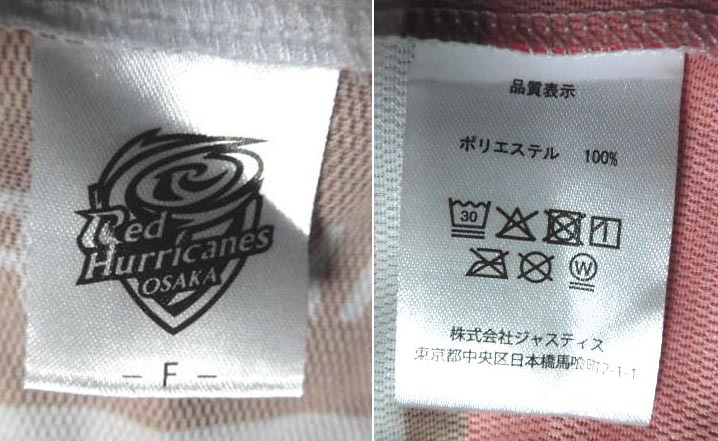 Red
Hurricanes
OSAKA
— F —
品質表示
ポリエステル 100%
30
W
株式会社ジャスティス
東京都中央区日本橋馬喰町2-1-1